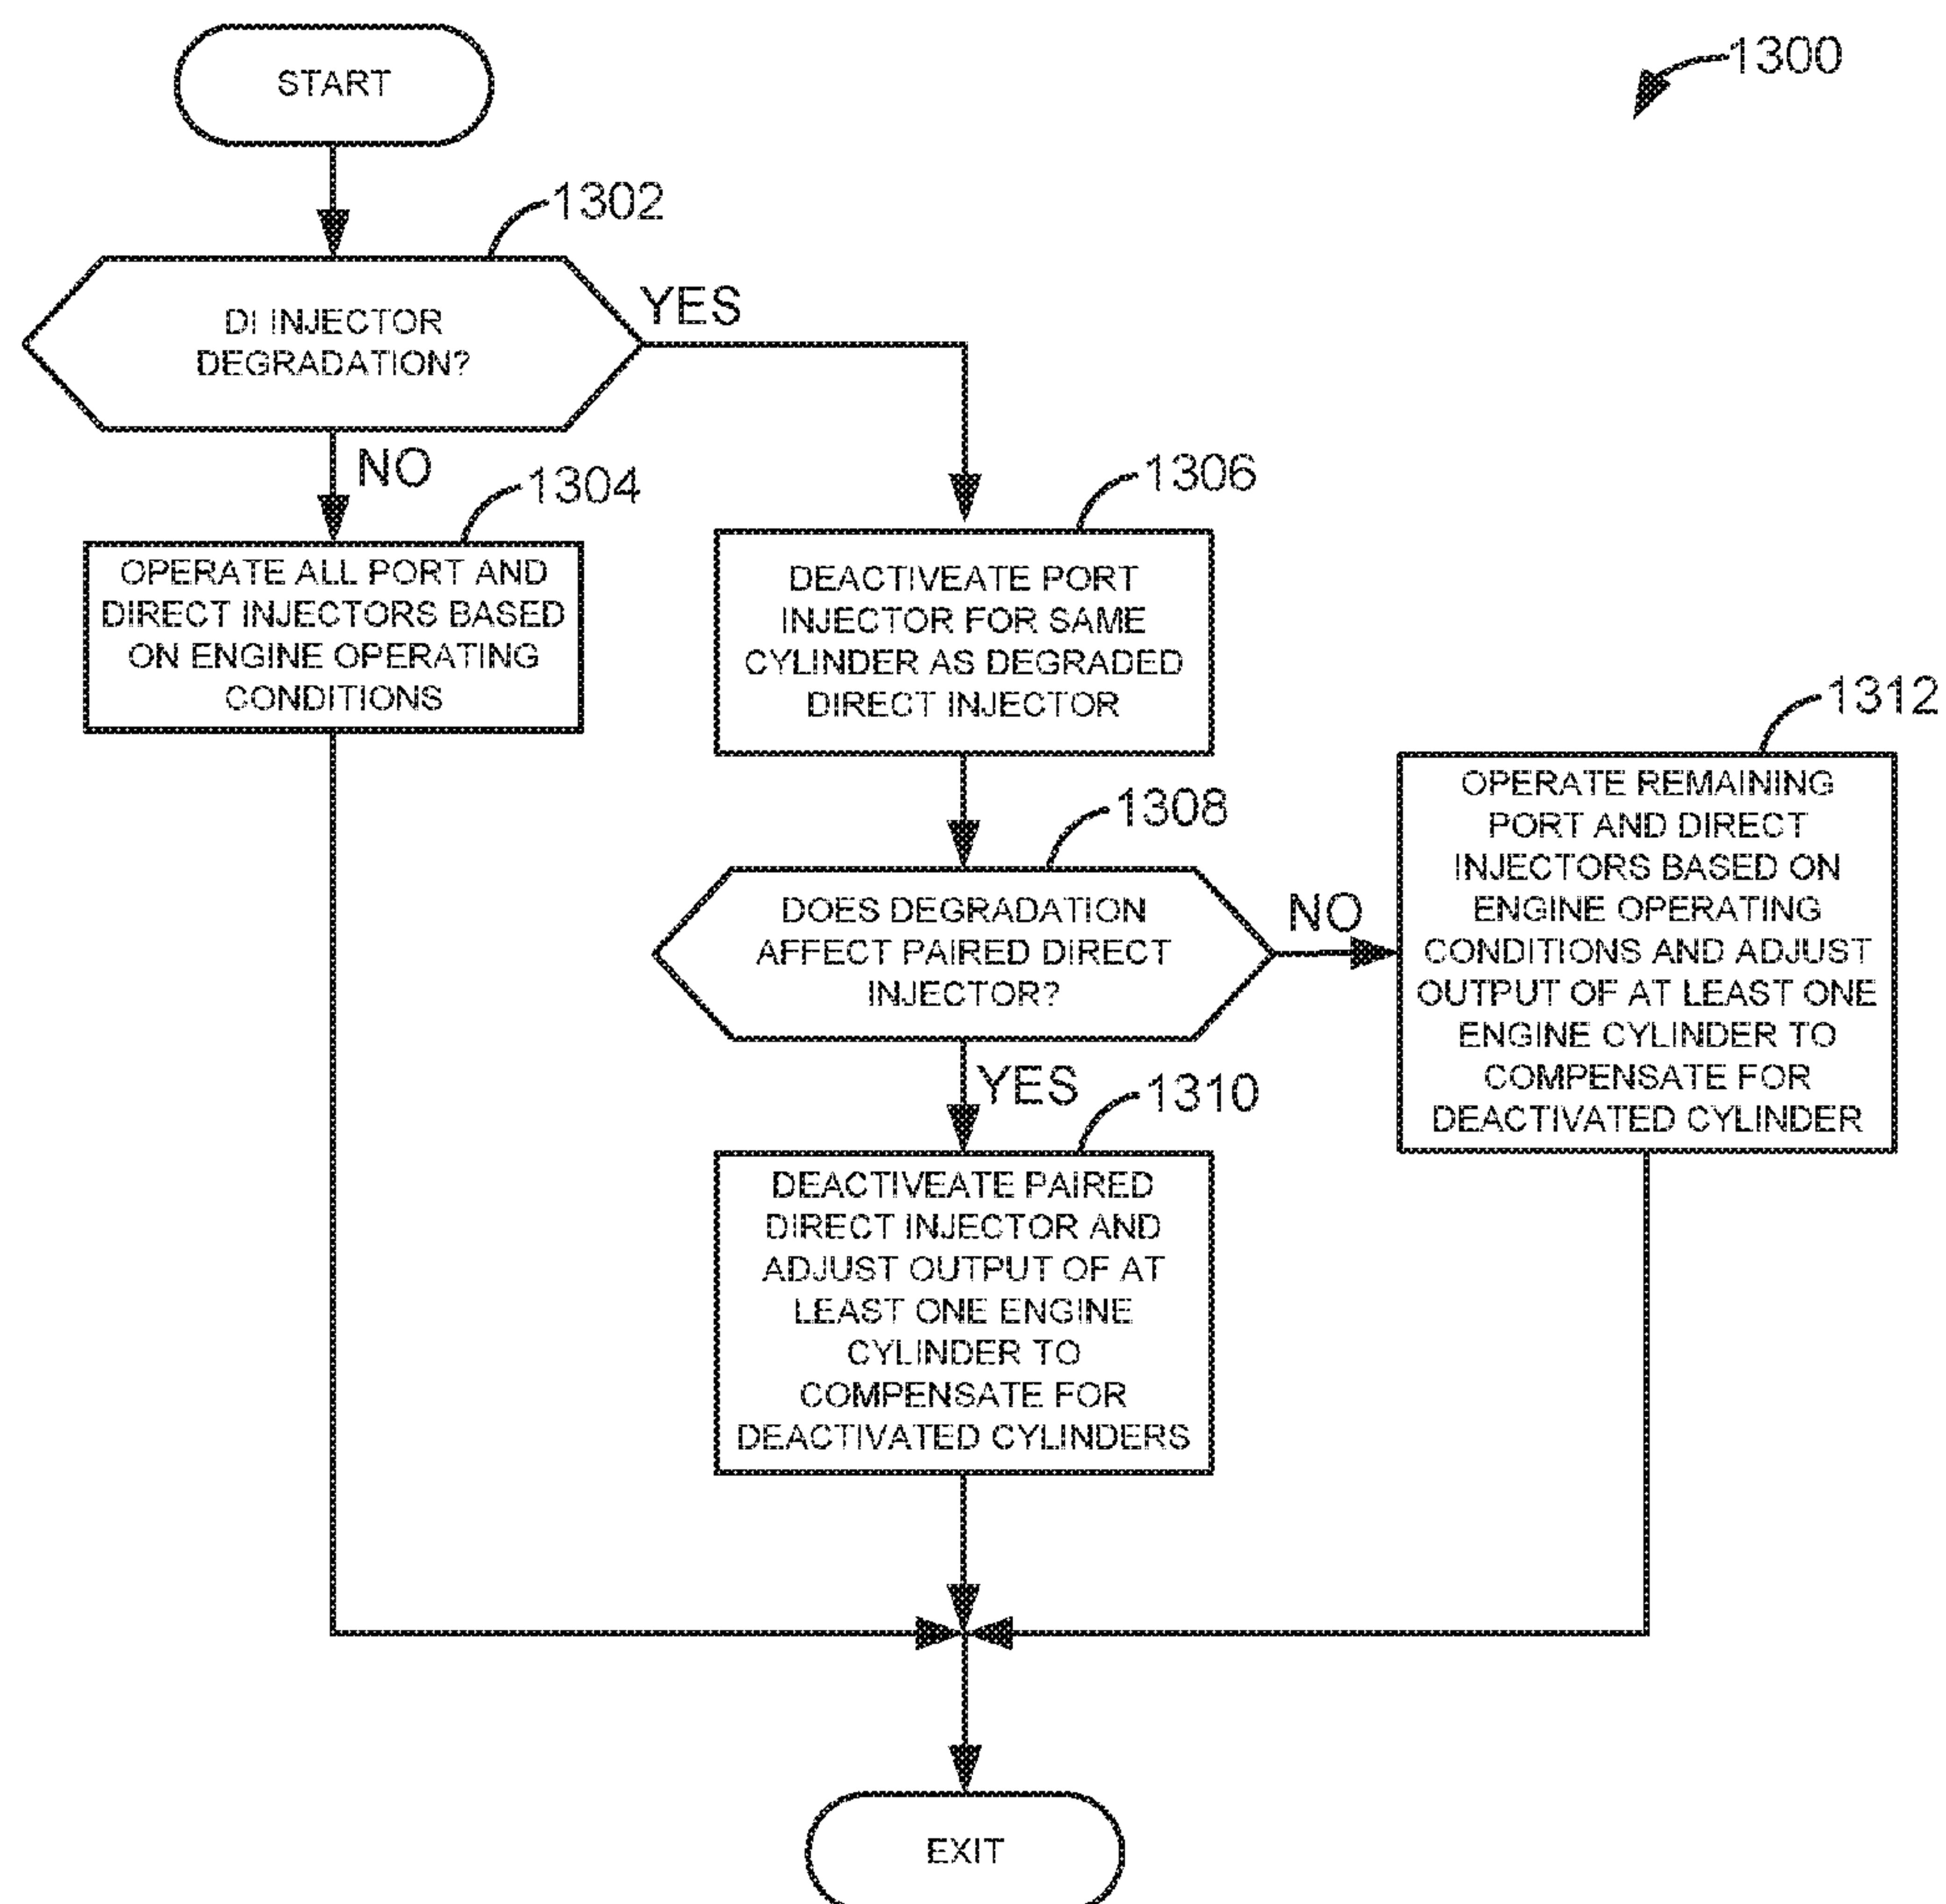 START
1300
1302
DI INJECTOR
DEGRADATION?
YES
NO
1304
OPERATE ALL PORT AND
DIRECT INJECTORS BASED
ON ENGINE OPERATING
CONDITIONS
1306
DEACTIVEATE PORT
INJECTOR FOR SAME
CYLINDER AS DEGRADED
DIRECT INJECTOR
1308
DOES DEGRADATION
AFFECT PAIRED DIRECT
INJECTOR?
NO
1312
OPERATE REMAINING
PORT AND DIRECT
INJECTORS BASED ON
ENGINE OPERATING
CONDITIONS AND ADJUST
OUTPUT OF AT LEAST ONE
ENGINE CYLINDER TO
COMPENSATE FOR
DEACTIVATED CYLINDER
YES
1310
DEACTIVEATE PAIRED
DIRECT INJECTOR AND
ADJUST OUTPUT OF AT
LEAST ONE ENGINE
CYLINDER TO
COMPENSATE FOR
DEACTIVATED CYLINDERS
EXIT